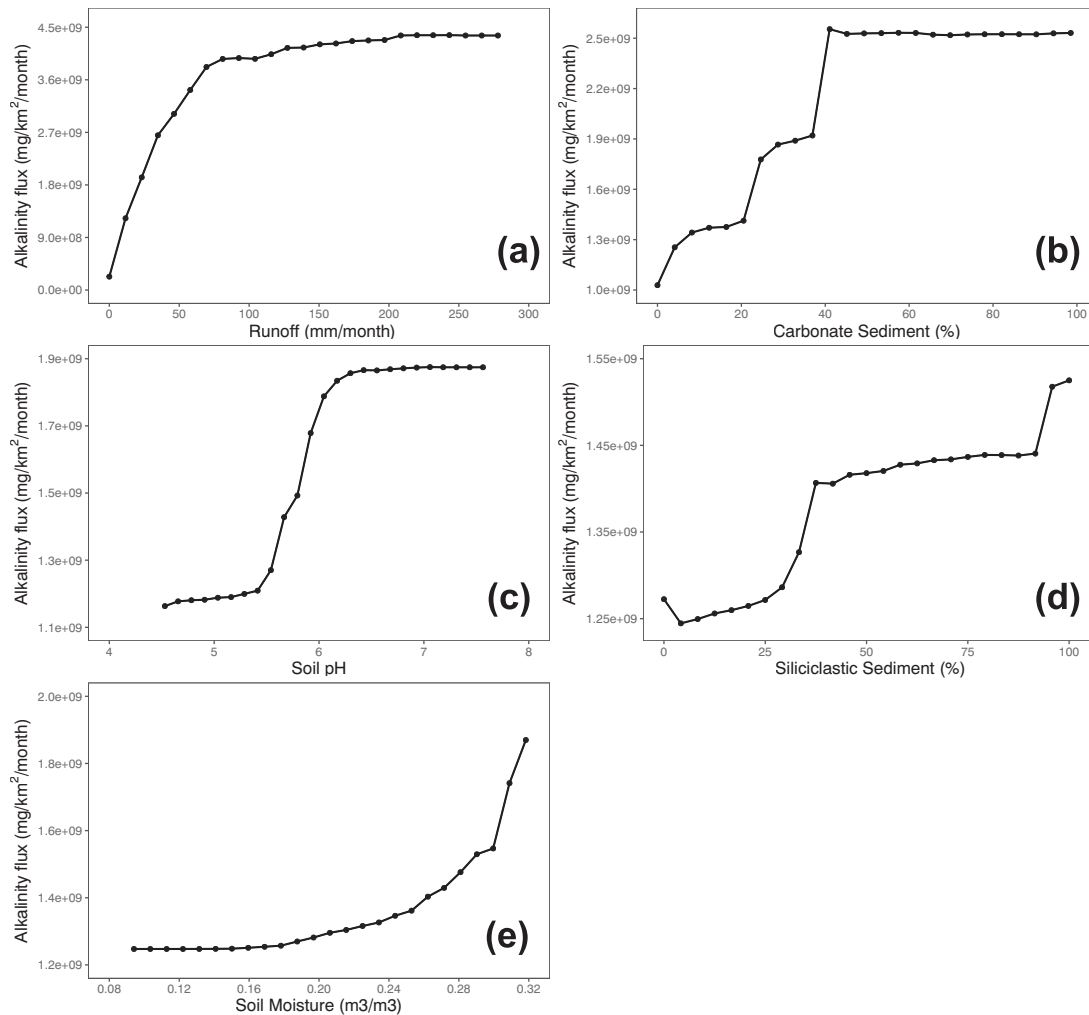 Alkalinity flux (mg/km²/month)
4.5e+09
3.6e+09
2.7e+09
1.8e+09
9.0e+08
0.0e+00
(a)
0 50 100 150 200 250 300
Runoff (mm/month)
Alkalinity flux (mg/km²/month)
2.5e+09
2.2e+09
1.9e+09
1.6e+09
1.3e+09
1.0e+09
(b)
0 20 40 60 80 100
Carbonate Sediment (%)
Alkalinity flux (mg/km²/month)
1.9e+09
1.7e+09
1.5e+09
1.3e+09
1.1e+09
(c)
4 5 6 7 8
Soil pH
Alkalinity flux (mg/km²/month)
1.55e+09
1.45e+09
1.35e+09
1.25e+09
(d)
0 25 50 75 100
Siliciclastic Sediment (%)
Alkalinity flux (mg/km²/month)
2.0e+09
1.8e+09
1.6e+09
1.4e+09
1.2e+09
(e)
0.08 0.12 0.16 0.20 0.24 0.28 0.32
Soil Moisture (m3/m3)